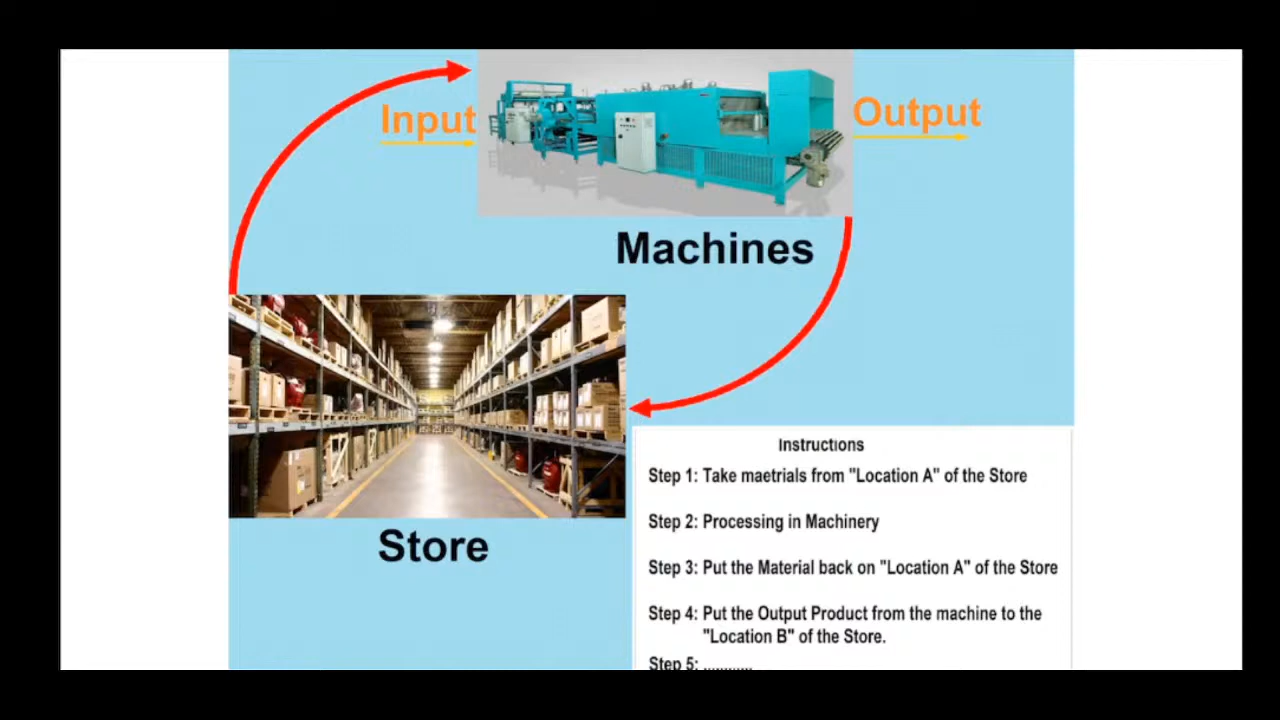 Input
Output
Machines
Store
Instructions
Step 1: Take maetrials from "Location A" of the Store
Step 2: Processing in Machinery
Step 3: Put the Material back on "Location A" of the Store
Step 4: Put the Output Product from the machine to the
"Location B" of the Store.
Step 5: ............